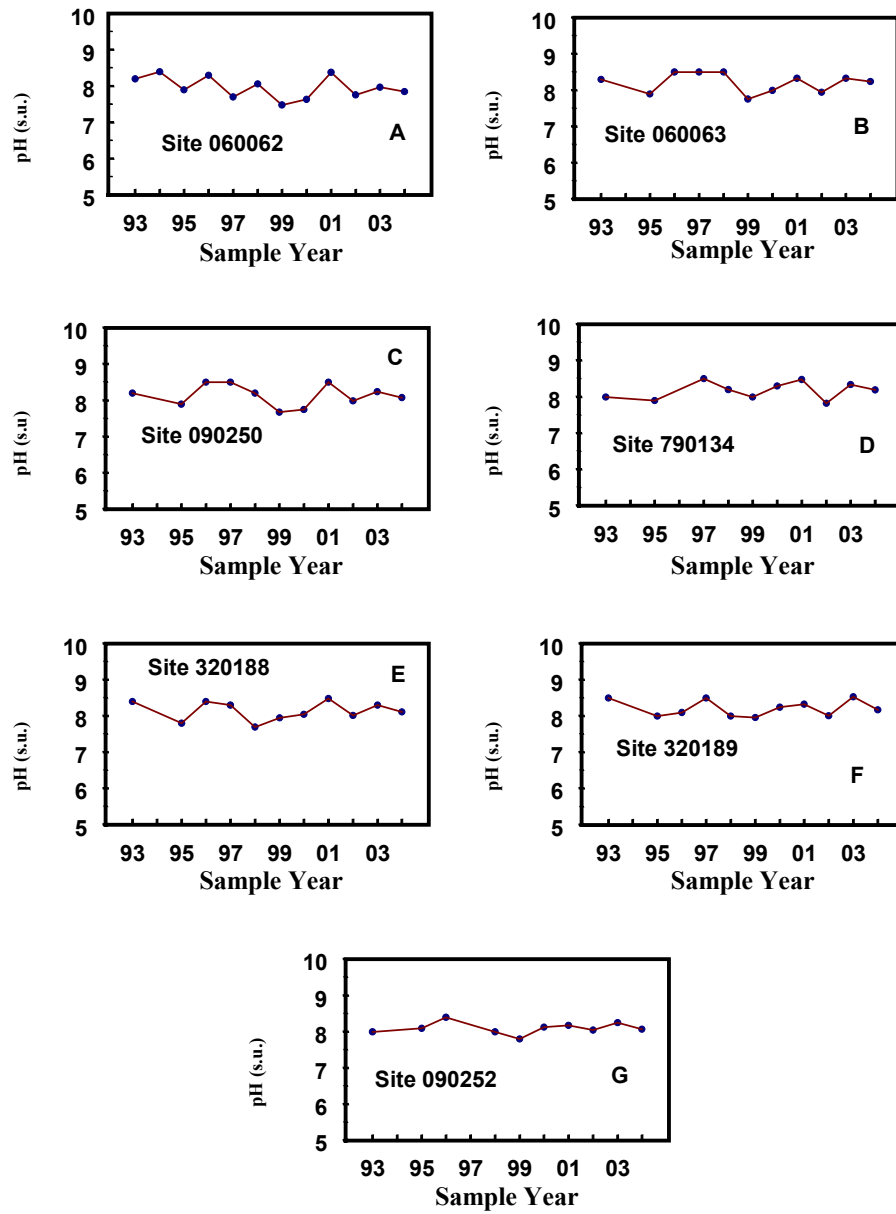 10
9
8
7
6
5
pH (s.u.)
Site 060062
A
93 95 97 99 01 03
Sample Year
10
9
8
7
6
5
pH (s.u.)
Site 060063
B
93 95 97 99 01 03
Sample Year
10
9
8
7
6
5
pH (s.u)
C
Site 090250
93 95 97 99 01 03
Sample Year
10
9
8
7
6
5
pH (s.u.)
Site 790134
D
93 95 97 99 01 03
Sample Year
10
9
8
7
6
5
pH (s.u.)
Site 320188
E
93 95 97 99 01 03
Sample Year
10
9
8
7
6
5
pH (s.u.)
Site 320189
F
93 95 97 99 01 03
Sample Year
10
9
8
7
6
5
pH (s.u.)
Site 090252
G
93 95 97 99 01 03
Sample Year